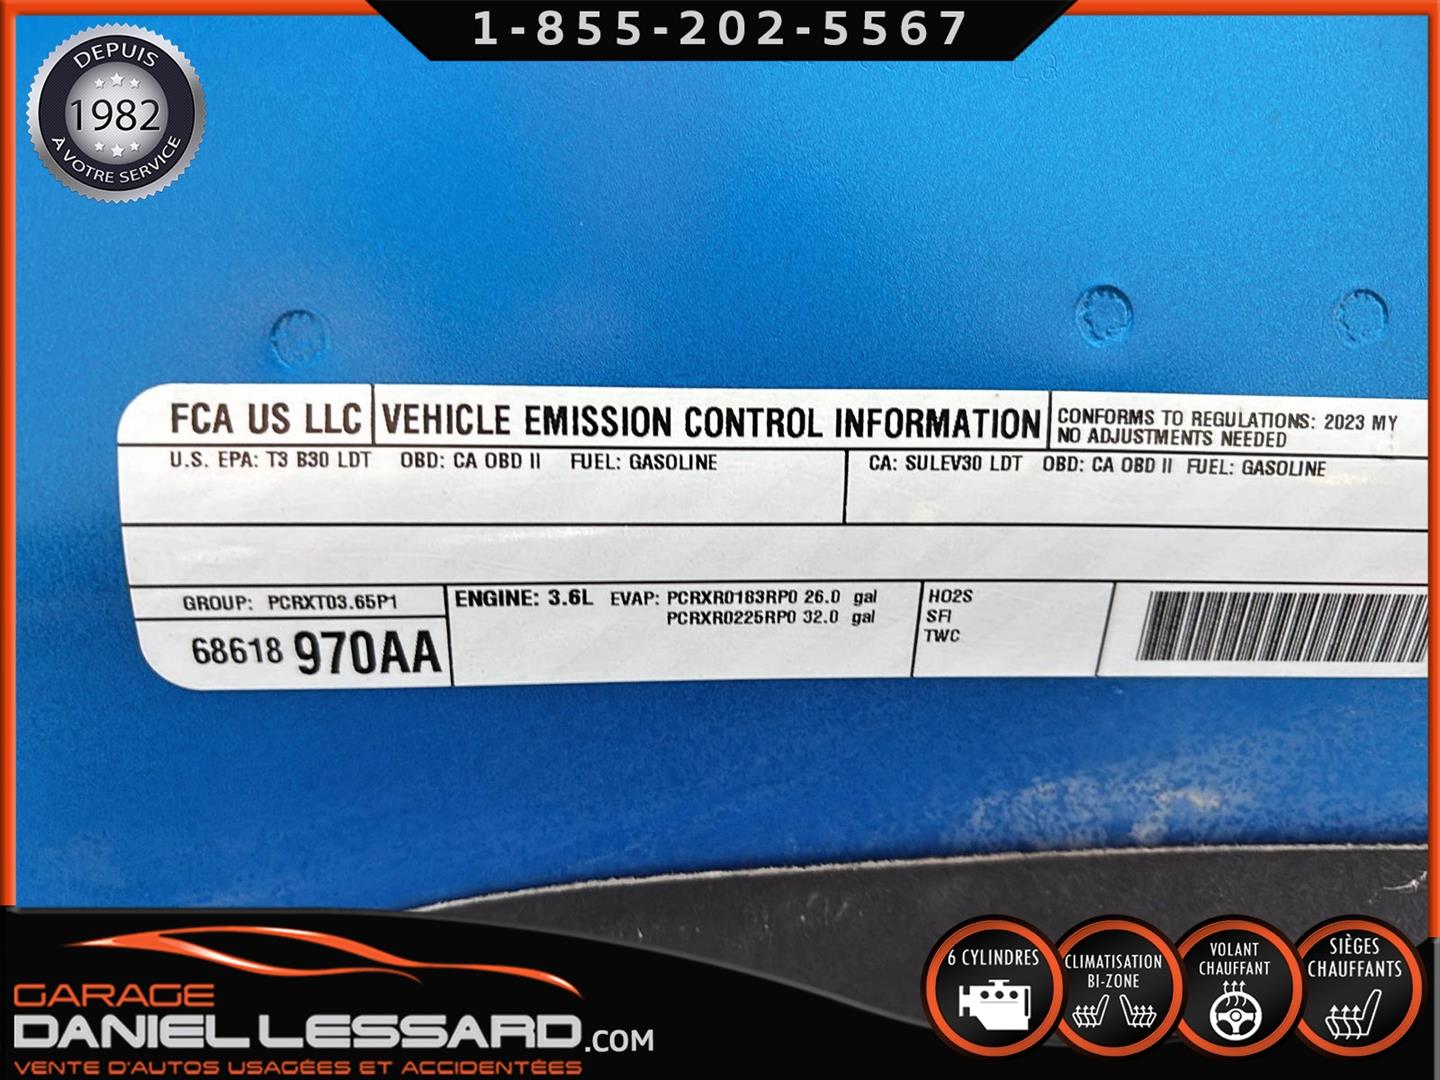 1-855-202-5567
DEPUIS
1982
À VOTRE SERVICE
FCA US LLC
VEHICLE EMISSION CONTROL INFORMATION
CONFORMS TO REGULATIONS: 2023 MY
NO ADJUSTMENTS NEEDED
U.S. EPA: T3 B30 LDT OBD: CA OBD II FUEL: GASOLINE
CA: SULEV30 LDT OBD: CA OBD II FUEL: GASOLINE
GROUP: PCRXT03.65P1
68618 970AA
ENGINE: 3.6L EVAP: PCRXR0183RP0 26.0 gal
PCRXR0225RP0 32.0 gal
HO2S
SFI
TWC
GARAGE
DANIEL LESSARD.COM
VENTE D'AUTOS USAGÉES ET ACCIDENTÉES
6 CYLINDRES
CLIMATISATION
BI-ZONE
VOLANT
CHAUFFANT
SIÈGES
CHAUFFANTS